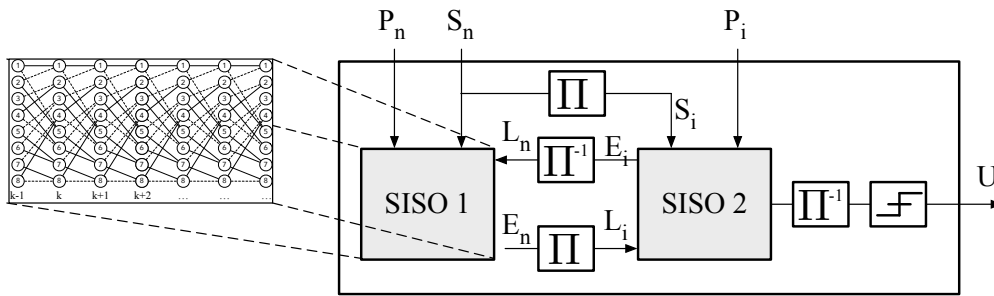 P_n S_n P_i
Π S_i
L_n Π^-1 E_i
SISO 1 SISO 2 Π^-1 U
E_n Π L_i
1 1 1 1 1 1 1
2 2 2 2 2 2 2
3 3 3 3 3 3 3
4 4 4 4 4 4 4
5 5 5 5 5 5 5
6 6 6 6 6 6 6
7 7 7 7 7 7 7
8 8 8 8 8 8 8
k-1 k k+1 k+2 ... ... ...